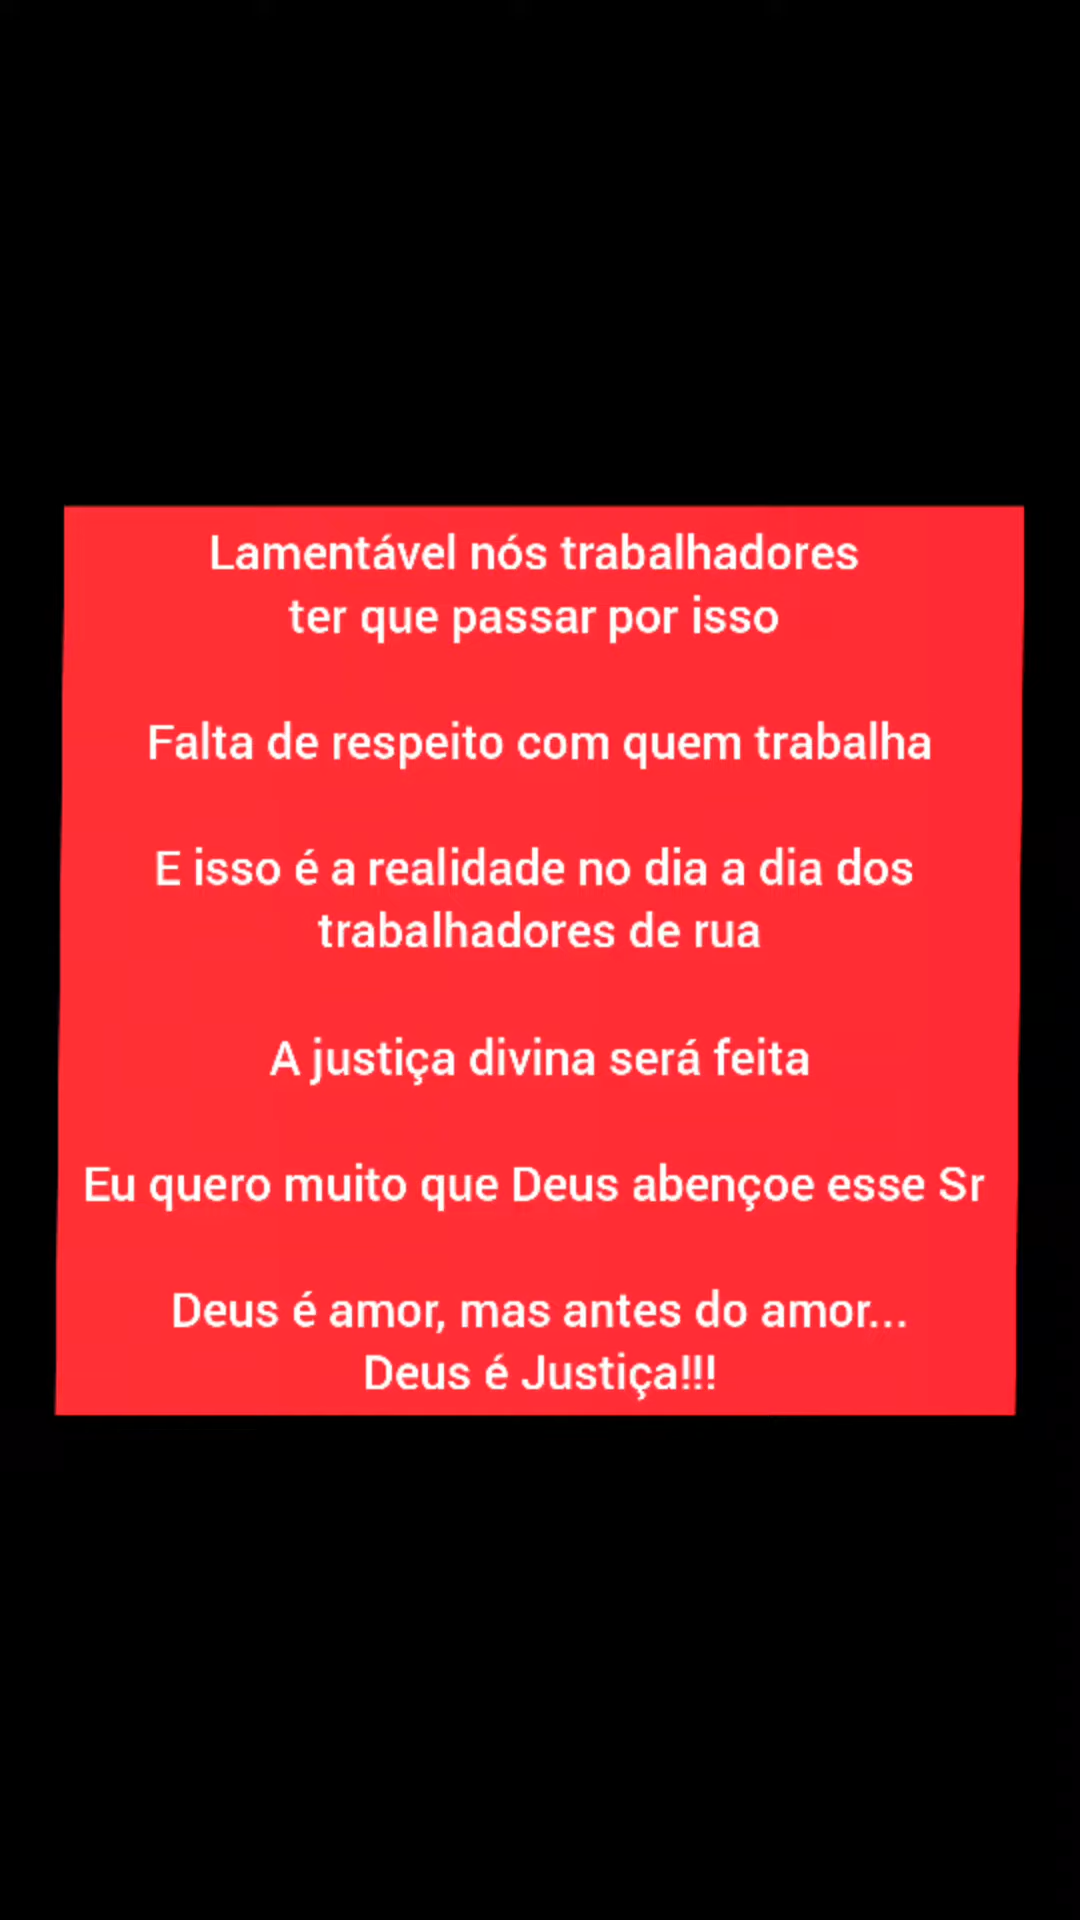 Lamentável nós trabalhadores
ter que passar por isso
Falta de respeito com quem trabalha
E isso é a realidade no dia a dia dos
trabalhadores de rua
A justiça divina será feita
Eu quero muito que Deus abençoe esse Sr
Deus é amor, mas antes do amor...
Deus é Justiça!!!